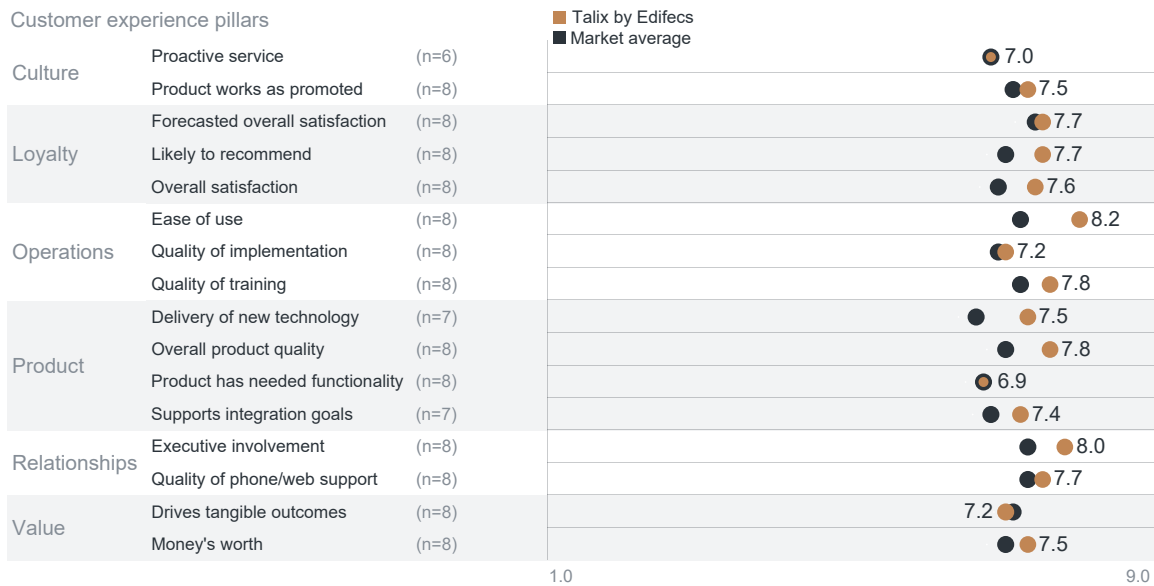 Customer experience pillars
Talix by Edifecs
Market average
Culture
Proactive service (n=6) 7.0
Product works as promoted (n=8) 7.5
Loyalty
Forecasted overall satisfaction (n=8) 7.7
Likely to recommend (n=8) 7.7
Overall satisfaction (n=8) 7.6
Operations
Ease of use (n=8) 8.2
Quality of implementation (n=8) 7.2
Quality of training (n=8) 7.8
Product
Delivery of new technology (n=7) 7.5
Overall product quality (n=8) 7.8
Product has needed functionality (n=8) 6.9
Supports integration goals (n=7) 7.4
Relationships
Executive involvement (n=8) 8.0
Quality of phone/web support (n=8) 7.7
Value
Drives tangible outcomes (n=8) 7.2
Money's worth (n=8) 7.5
1.0 9.0